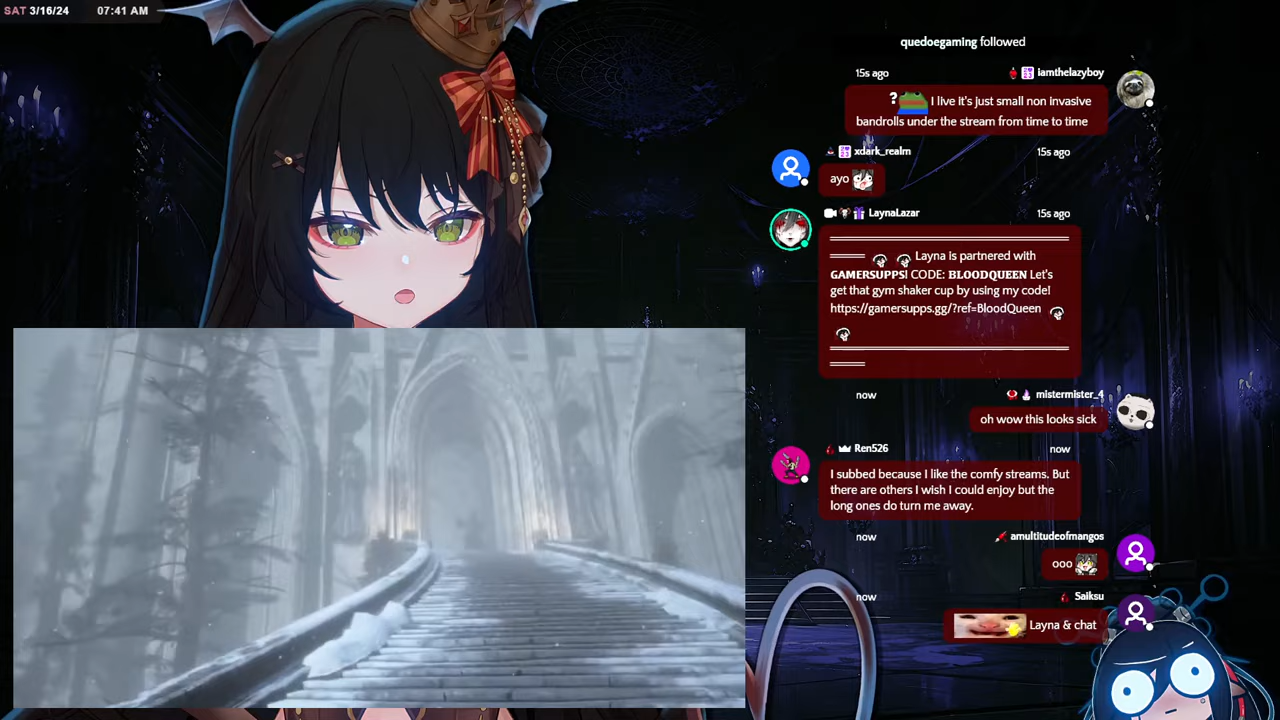 SAT 3/16/24 07:41 AM
quedoegaming followed
15s ago iamthelazyboy
? I live it's just small non invasive
bandrolls under the stream from time to time
xdark_realm 15s ago
ayo
LaynaLazar 15s ago
Layna is partnered with
GAMERSUPPS! CODE: BLOODQUEEN Let's
get that gym shaker cup by using my code!
https://gamersupps.gg/?ref=BloodQueen
now mistermister_4
oh wow this looks sick
Ren526 now
I subbed because I like the comfy streams. But
there are others I wish I could enjoy but the
long ones do turn me away.
now amultitudeofmangos
ooo
now Saiksu
Layna & chat